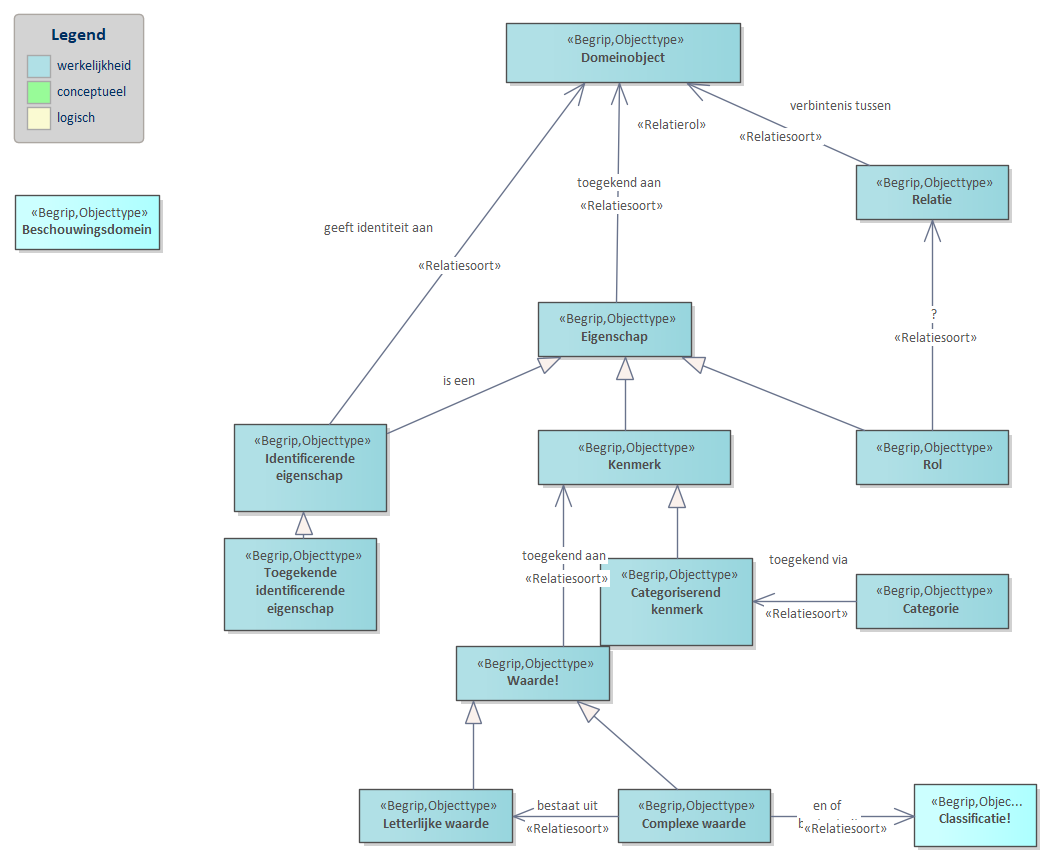 Legend
werkelijkheid
conceptueel
logisch
«Begrip,Objecttype»
Domeinobject
verbintenis tussen
«Relatierol»
«Relatiesoort»
«Begrip,Objecttype»
Relatie
toegekend aan
«Relatiesoort»
«Begrip,Objecttype»
Beschouwingsdomein
geeft identiteit aan
«Relatiesoort»
«Begrip,Objecttype»
Eigenschap
?
«Relatiesoort»
is een
«Begrip,Objecttype»
Identificerende
eigenschap
«Begrip,Objecttype»
Kenmerk
«Begrip,Objecttype»
Rol
«Begrip,Objecttype»
Toegekende
identificerende
eigenschap
toegekend aan
«Relatiesoort»
«Begrip,Objecttype»
Categoriserend
kenmerk
toegekend via
«Relatiesoort»
«Begrip,Objecttype»
Categorie
«Begrip,Objecttype»
Waarde!
«Begrip,Objecttype»
Letterlijke waarde
bestaat uit
«Relatiesoort»
«Begrip,Objecttype»
Complexe waarde
en of
«Relatiesoort»
«Begrip,Objec...
Classificatie!